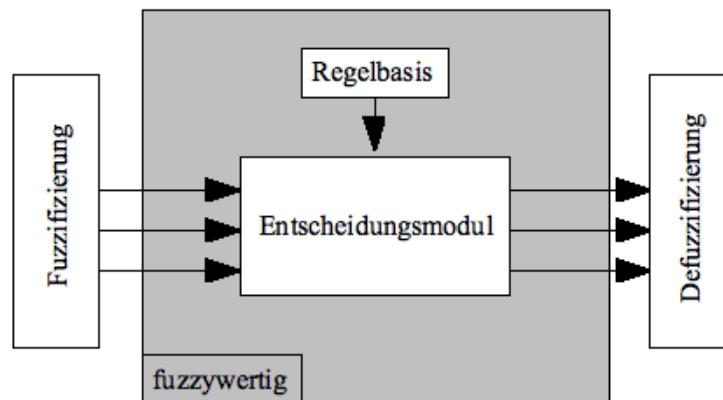 Fuzzifizierung
Regelbasis
Entscheidungsmodul
Defuzzifizierung
fuzzywertig